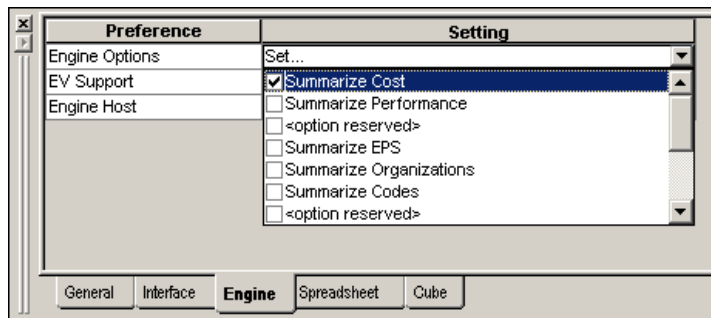 Preference Setting
Engine Options Set...
EV Support Summarize Cost
Engine Host Summarize Performance
<option reserved>
Summarize EPS
Summarize Organizations
Summarize Codes
<option reserved>
General Interface Engine Spreadsheet Cube